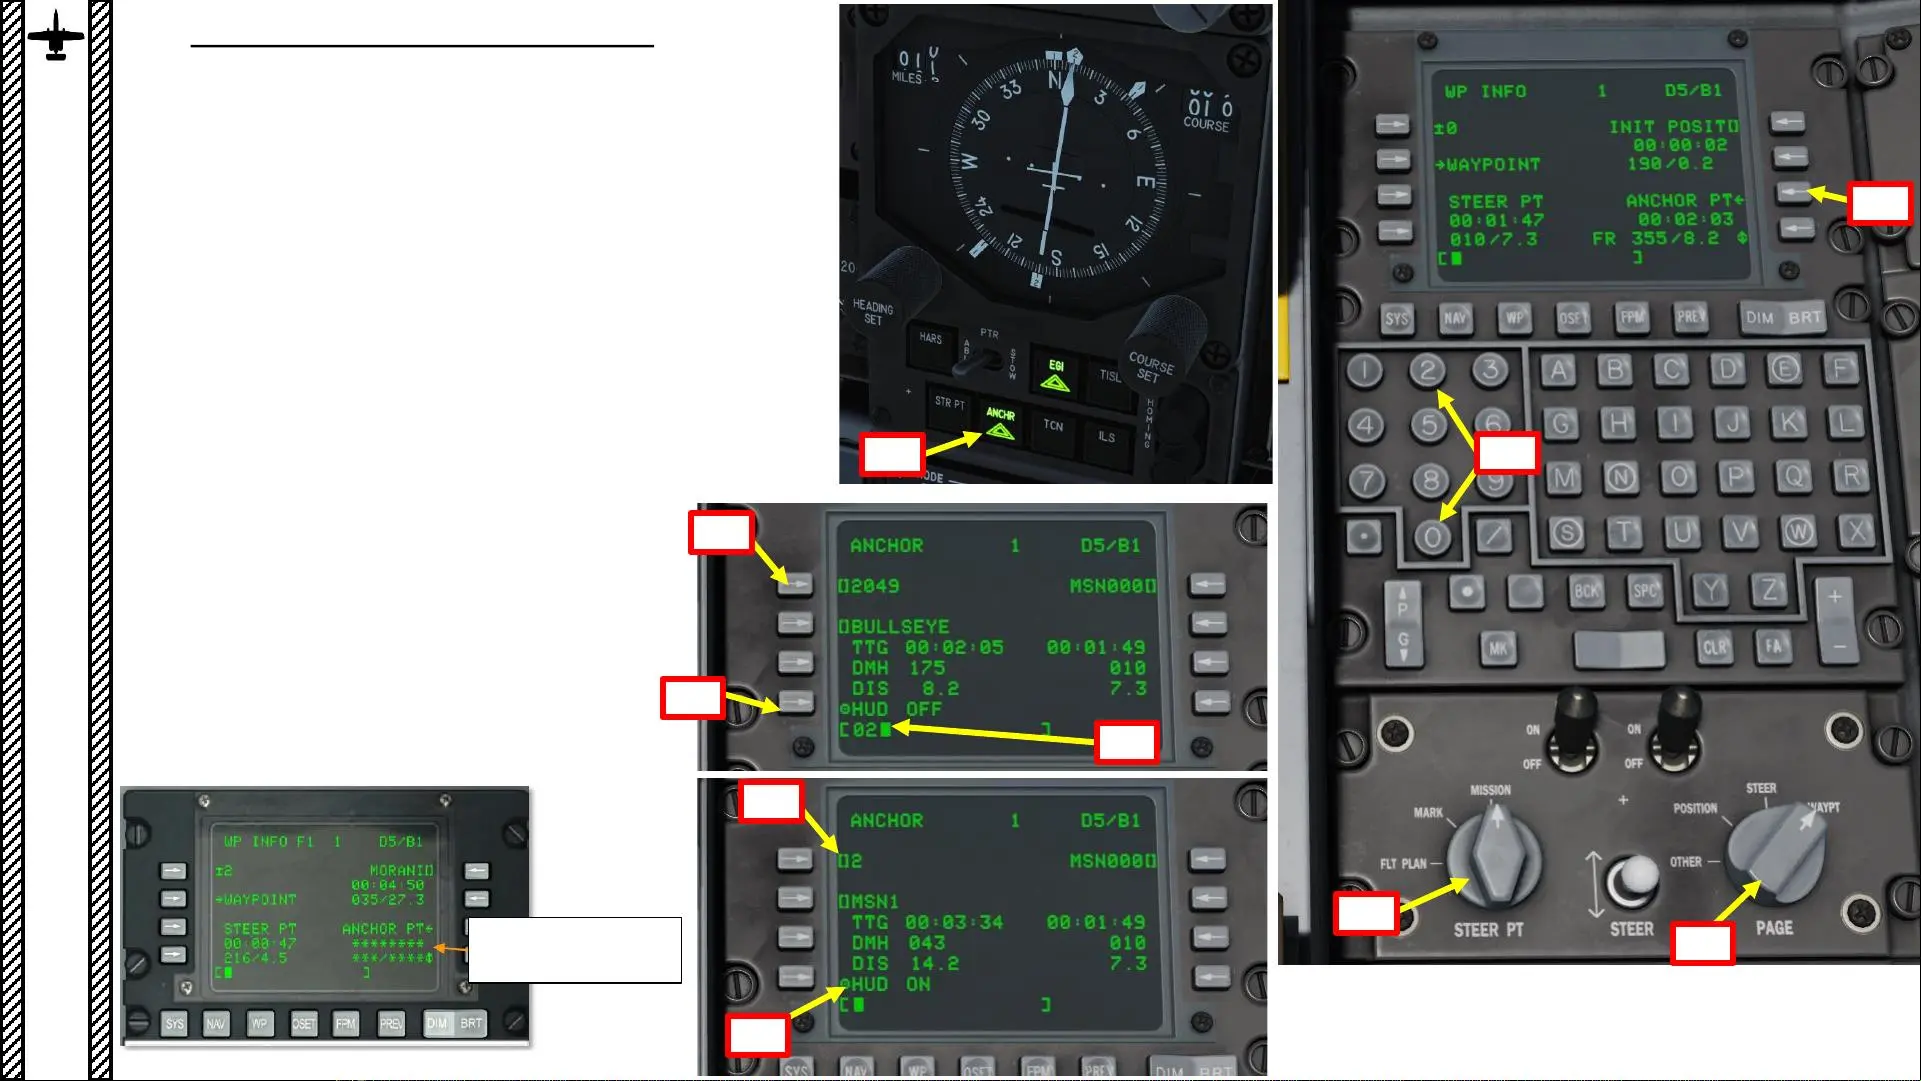 01
MILES
010
COURSE
N
3
6
E
12
15
S
21
24
W
30
33
20
HEADING
SET
COURSE
SET
PTR
ABL
STOW
HARS
EGI
TISL
STR PT
ANCHR
TCN
ILS
HOMING
ODE
WP INFO 1 D5/B1
±0 INIT POSIT
00:00:02
→WAYPOINT 190/0.2
STEER PT ANCHOR PT←
00:01:47 00:02:03
010/7.3 FR 355/8.2
[ ]
SYS NAV WP OSET FPM PREV DIM BRT
1 2 3 A B C D E F
4 5 6 G H I J K L
7 8 9 M N O P Q R
0 / S T U V W X
P G BCK SPC Y Z + -
MK CLR FA
ON
OFF
ON
OFF
MISSION
MARK
FLT PLAN
STEER PT
STEER
STEER
POSITION
WAYPT
OTHER
PAGE
ANCHOR 1 D5/B1
2049 MSN000
BULLSEYE
TTG 00:02:05 00:01:49
DMH 175 010
DIS 8.2 7.3
HUD OFF
[02 ]
ANCHOR 1 D5/B1
2 MSN000
MSN1
TTG 00:03:34 00:01:49
DMH 043 010
DIS 14.2 7.3
HUD ON
[ ]
SYS NAV WP OSET FPM PREV DIM BRT
WP INFO F1 1 D5/B1
±2 MORANI
00:04:50
→WAYPOINT 035/27.3
STEER PT ANCHOR PT←
00:00:47 ********
216/4.5 ***/****
[ ]
SYS NAV WP OSET FPM PREV DIM BRT